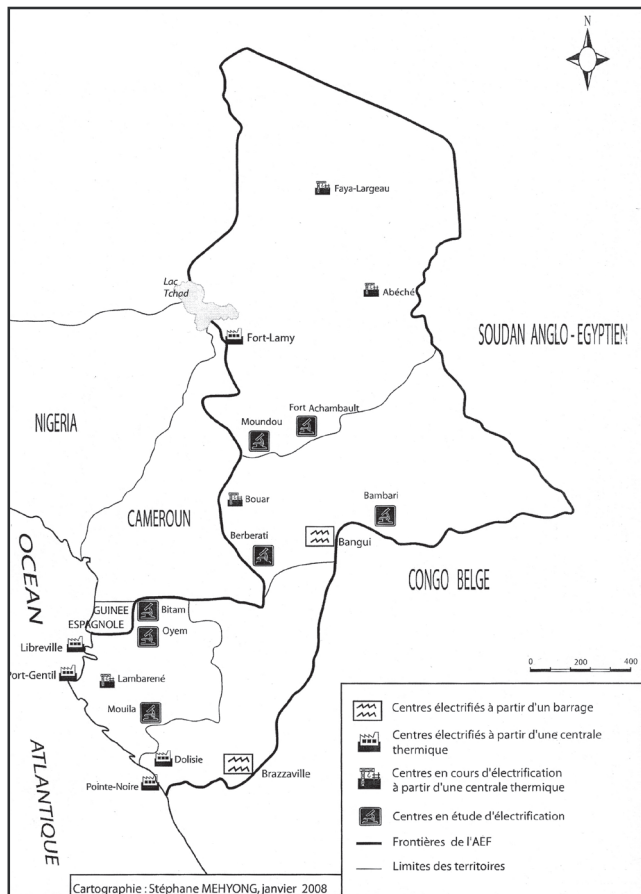 N
Faya-Largeau
Lac
Tchad
Abéché
Fort-Lamy
SOUDAN ANGLO-EGYPTIEN
NIGERIA
Fort Achambault
Moundou
Bouar
Bambari
CAMEROUN
Berberati
Bangui
OCEAN
CONGO BELGE
GUINEE
ESPAGNOLE
Bitam
Oyem
Libreville
Port-Gentil
Lambarené
0 200 400
Mouila
ATLANTIQUE
Dolisie
Brazzaville
Pointe-Noire
Centres électrifiés à partir d'un barrage
Centres électrifiés à partir d'une centrale
thermique
Centres en cours d'électrification
à partir d'une centrale thermique
Centres en étude d'électrification
Frontières de l'AEF
Limites des territoires
Cartographie : Stéphane MEHYONG, janvier 2008